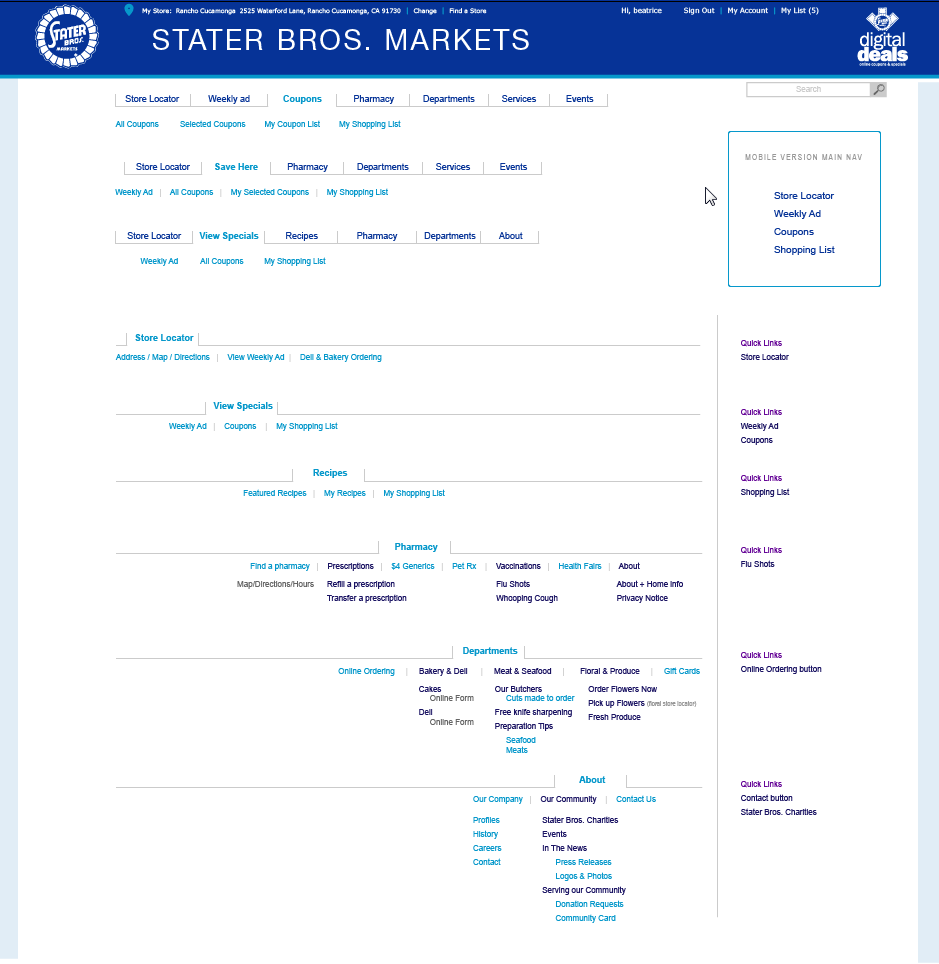 My Store: Rancho Cucamonga 2525 Waterford Lane, Rancho Cucamonga, CA 91730 | Change | Find a Store
Hi, beatrice Sign Out | My Account | My List (5)
STATER BROS. MARKETS
STATER
BROS.
MARKETS
digital
deals
online coupons & specials
Search
Store Locator Weekly ad Coupons Pharmacy Departments Services Events
All Coupons Selected Coupons My Coupon List My Shopping List
MOBILE VERSION MAIN NAV
Store Locator
Weekly Ad
Coupons
Shopping List
Store Locator Save Here Pharmacy Departments Services Events
Weekly Ad | All Coupons | My Selected Coupons | My Shopping List
Store Locator View Specials Recipes Pharmacy Departments About
Weekly Ad All Coupons My Shopping List
Store Locator
Address / Map / Directions | View Weekly Ad | Deli & Bakery Ordering
Quick Links
Store Locator
View Specials
Weekly Ad | Coupons | My Shopping List
Quick Links
Weekly Ad
Coupons
Recipes
Featured Recipes | My Recipes | My Shopping List
Quick Links
Shopping List
Pharmacy
Find a pharmacy | Prescriptions | $4 Generics | Pet Rx | Vaccinations | Health Fairs | About
Map/Directions/Hours Refill a prescription Flu Shots About + Home info
Transfer a prescription Whooping Cough Privacy Notice
Quick Links
Flu Shots
Departments
Online Ordering | Bakery & Deli | Meat & Seafood | Floral & Produce | Gift Cards
Cakes
Online Form
Deli
Online Form
Our Butchers
Cuts made to order
Free knife sharpening
Preparation Tips
Seafood
Meats
Order Flowers Now
Pick up Flowers (floral store locator)
Fresh Produce
Quick Links
Online Ordering button
About
Our Company | Our Community | Contact Us
Profiles
History
Careers
Contact
Stater Bros. Charities
Events
In The News
Press Releases
Logos & Photos
Serving our Community
Donation Requests
Community Card
Quick Links
Contact button
Stater Bros. Charities